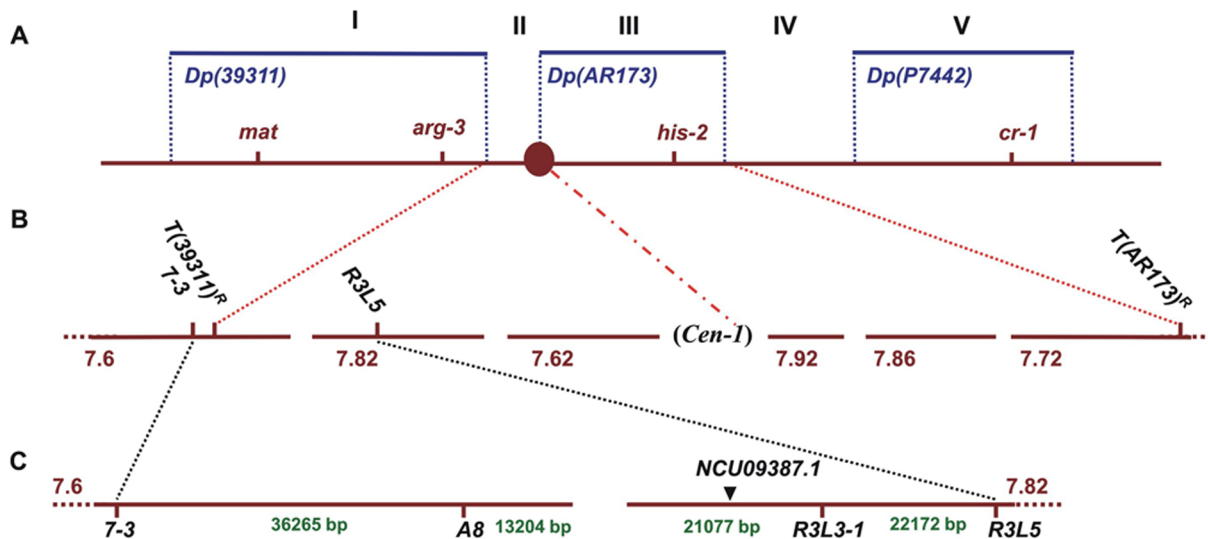 A
I II III IV V
Dp(39311) Dp(AR173) Dp(P7442)
mat arg-3 his-2 cr-1
B
T(39311)ᴿ
7-3
R3L5
T(AR173)ᴿ
(Cen-1)
7.6 7.82 7.62 7.92 7.86 7.72
C
NCU09387.1
7.6 7.82
7-3 36265 bp A8 13204 bp 21077 bp R3L3-1 22172 bp R3L5